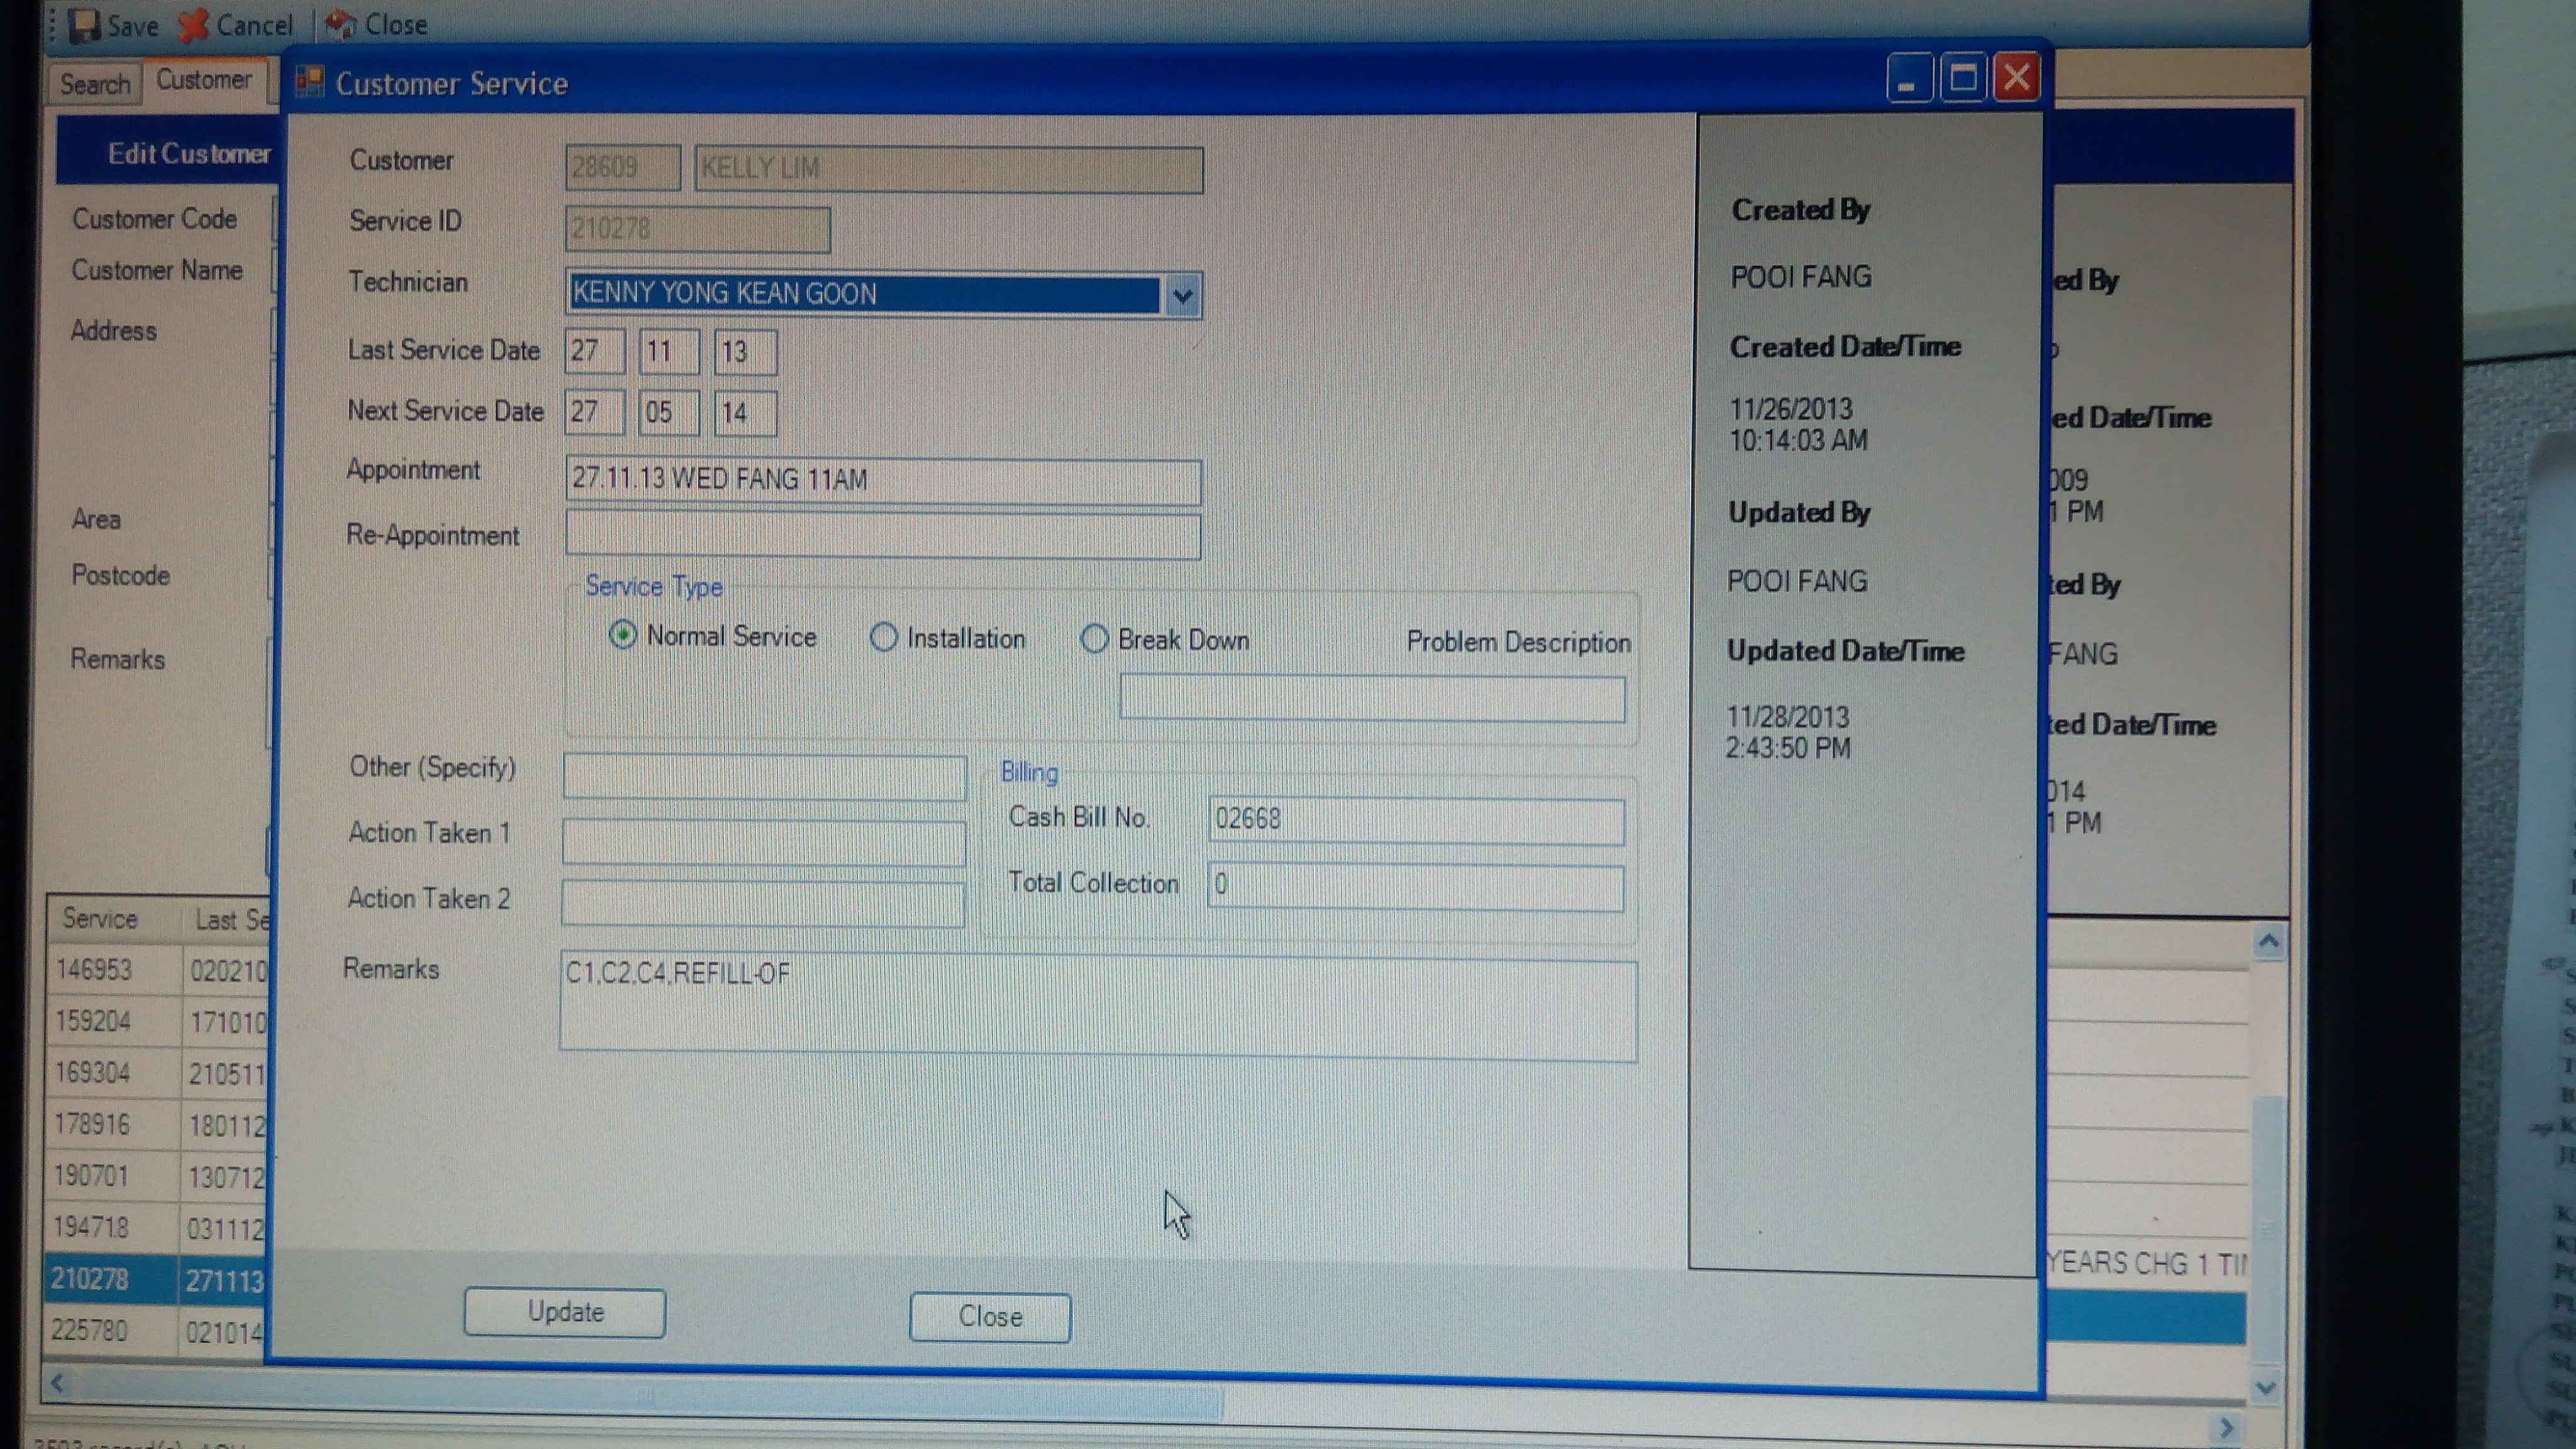 Save Cancel Close
Search Customer
Customer Service
Edit Customer
Customer Code
Customer Name
Address
Area
Postcode
Remarks
Customer 28609 KELLY LIM
Service ID 210278
Technician KENNY YONG KEAN GOON
Last Service Date 27 11 13
Next Service Date 27 05 14
Appointment 27.11.13 WED FANG 11AM
Re-Appointment
Service Type
Normal Service Installation Break Down Problem Description
Other (Specify)
Action Taken 1
Action Taken 2
Billing
Cash Bill No. 02668
Total Collection 0
Remarks C1,C2,C4,REFILL-OF
Update Close
Created By
POOI FANG
Created Date/Time
11/26/2013
10:14:03 AM
Updated By
POOI FANG
Updated Date/Time
11/28/2013
2:43:50 PM
ed By
ed Date/Time
009
1 PM
ted By
FANG
ted Date/Time
014
1 PM
Service Last Se
146953 020210
159204 171010
169304 210511
178916 180112
190701 130712
194718 031112
210278 271113
225780 021014
YEARS CHG 1 TI